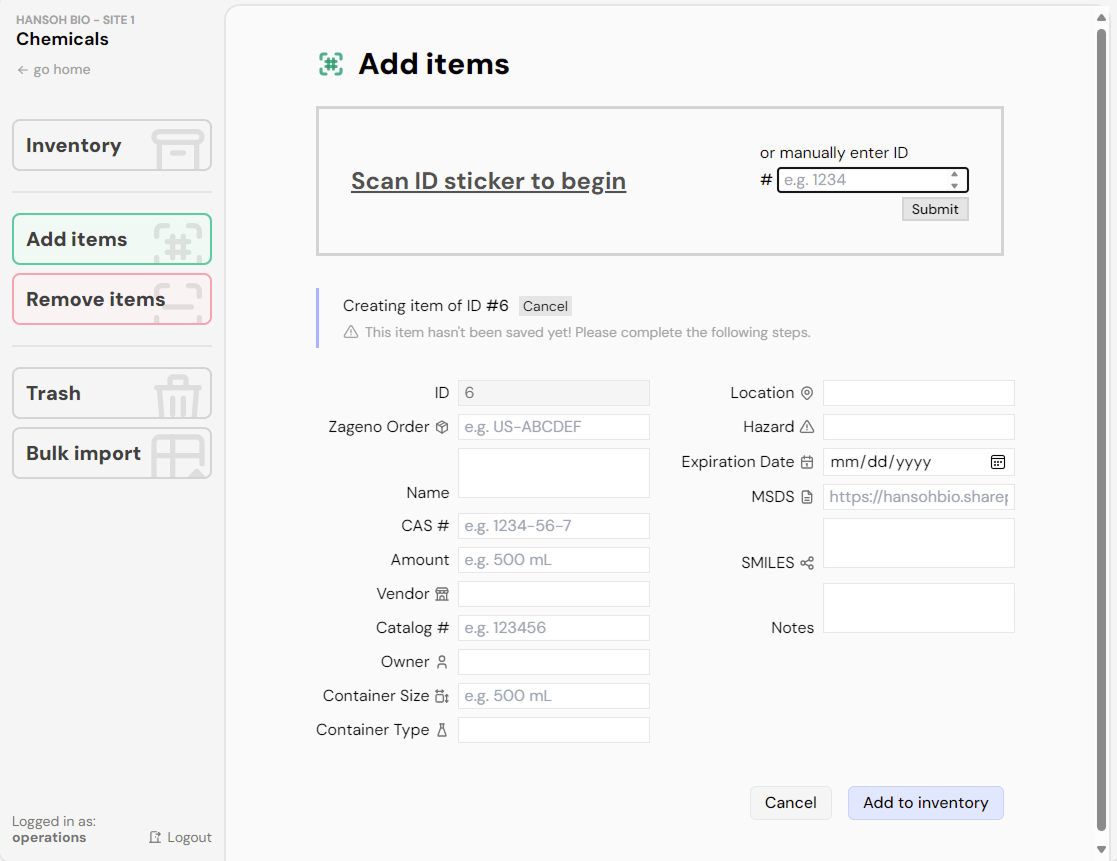 HANSOH BIO - SITE 1
Chemicals
← go home
Inventory
Add items
Remove items
Trash
Bulk import
Logged in as:
operations
Logout
Add items
Scan ID sticker to begin
or manually enter ID
# e.g. 1234
Submit
Creating item of ID #6 Cancel
This item hasn't been saved yet! Please complete the following steps.
ID 6
Zageno Order e.g. US-ABCDEF
Name
CAS # e.g. 1234-56-7
Amount e.g. 500 mL
Vendor
Catalog # e.g. 123456
Owner
Container Size e.g. 500 mL
Container Type
Location
Hazard
Expiration Date mm/dd/yyyy
MSDS https://hansohbio.sharep
SMILES
Notes
Cancel
Add to inventory